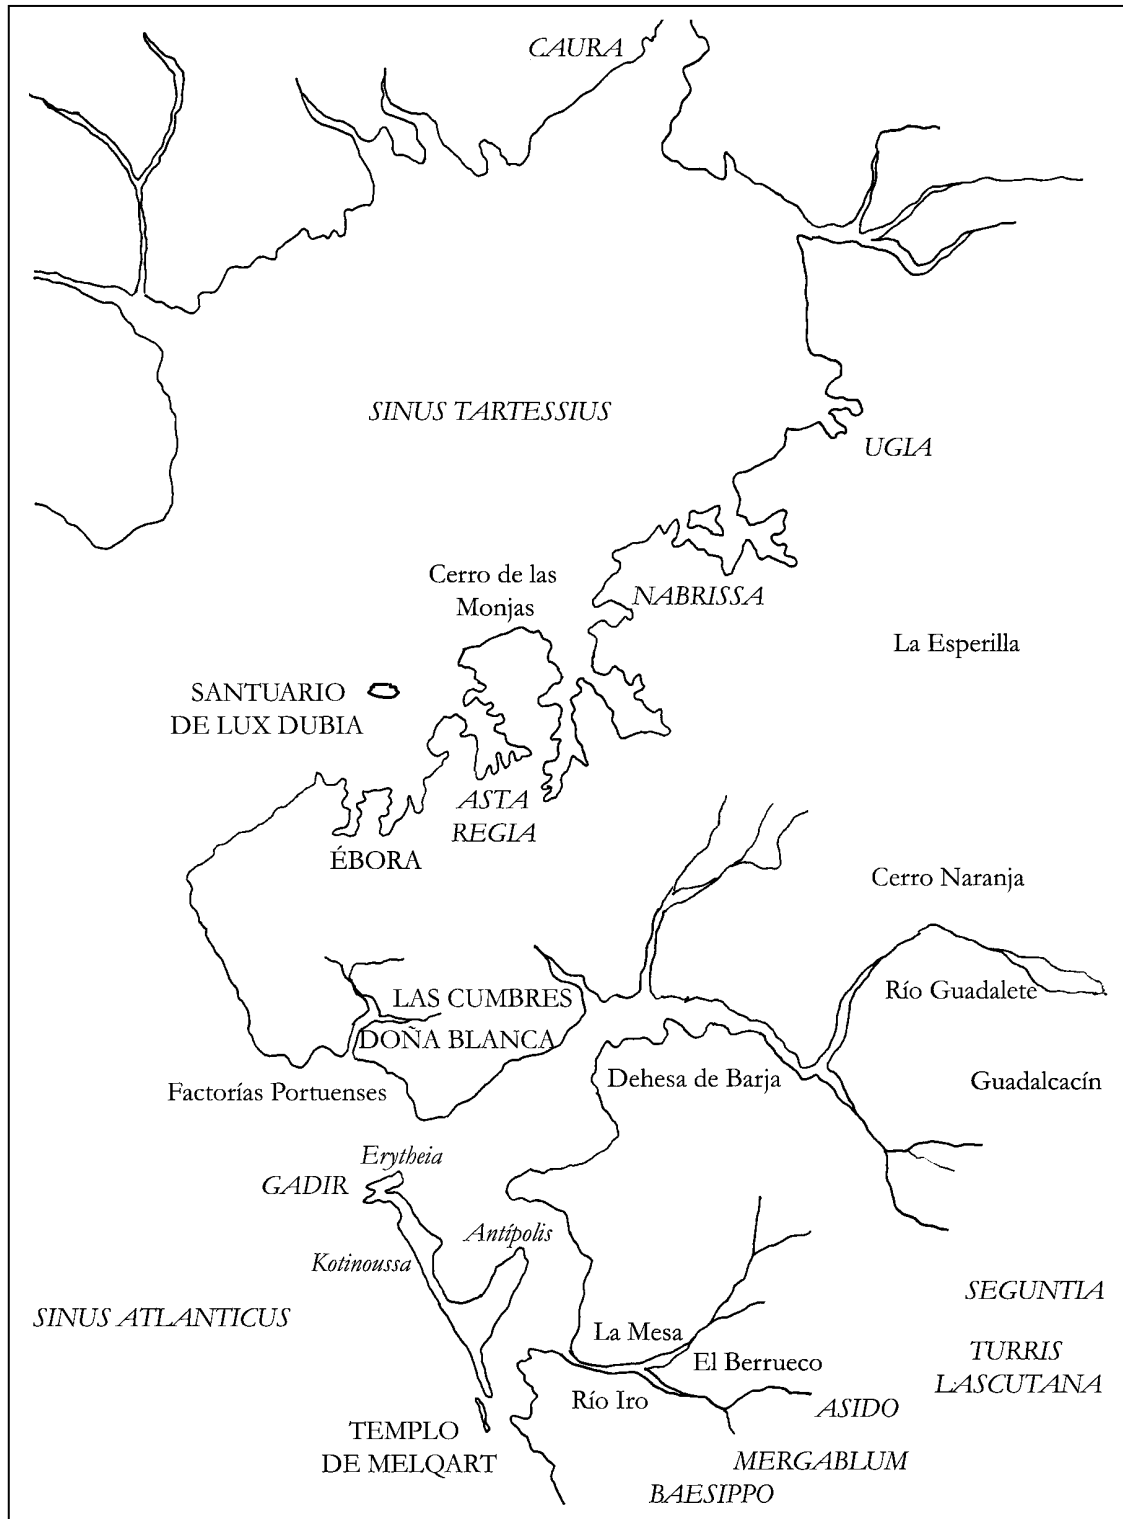 CAURA
SINUS TARTESSIUS
UGIA
Cerro de las
Monjas
NABRISSA
La Esperilla
SANTUARIO
DE LUX DUBIA
ASTA
REGIA
ÉBORA
Cerro Naranja
LAS CUMBRES
Río Guadalete
DOÑA BLANCA
Dehesa de Barja
Guadalcacín
Factorías Portuenses
Erytheia
GADIR
Antípolis
Kotinoussa
SEGUNTIA
SINUS ATLANTICUS
La Mesa
TURRIS
LASCUTANA
El Berrueco
Río Iro
ASIDO
TEMPLO
DE MELQART
MERGABLUM
BAESIPPO